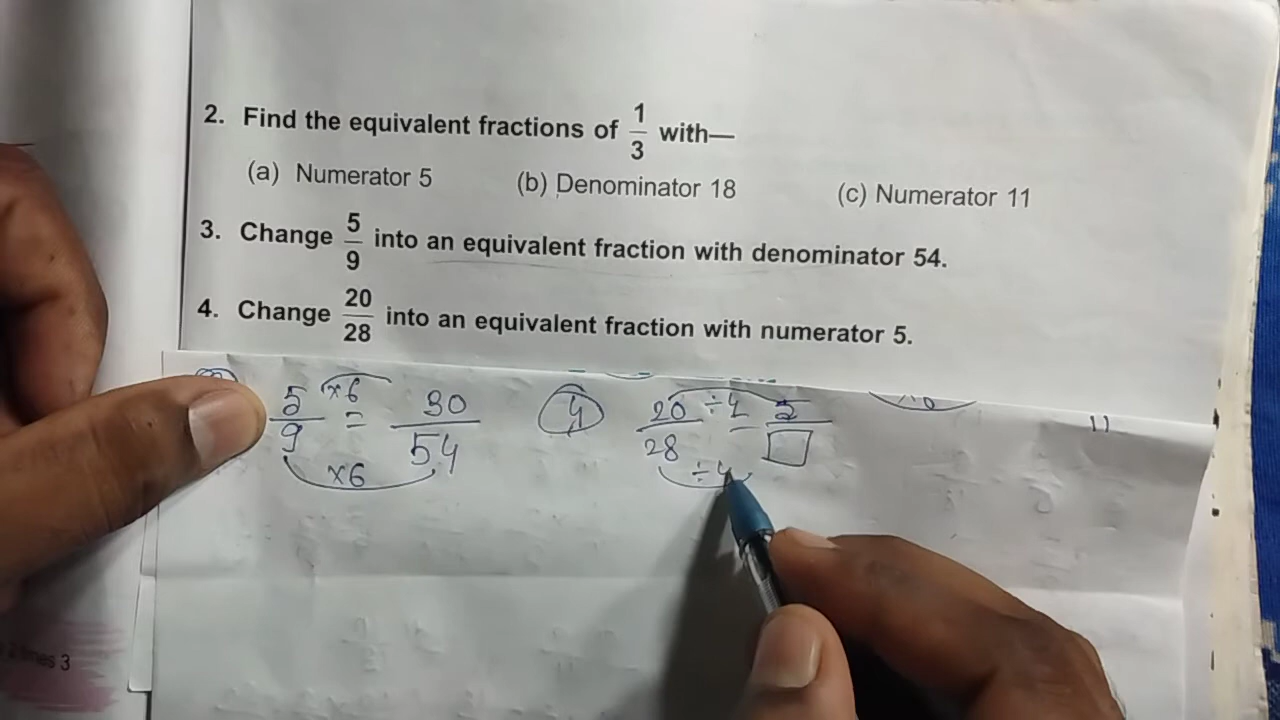 2. Find the equivalent fractions of 1/3 with—
(a) Numerator 5 (b) Denominator 18 (c) Numerator 11
3. Change 5/9 into an equivalent fraction with denominator 54.
4. Change 20/28 into an equivalent fraction with numerator 5.
5/9 ×6 = 30/54 ×6
4 20/28 ÷4 = 5/□ ÷4
11